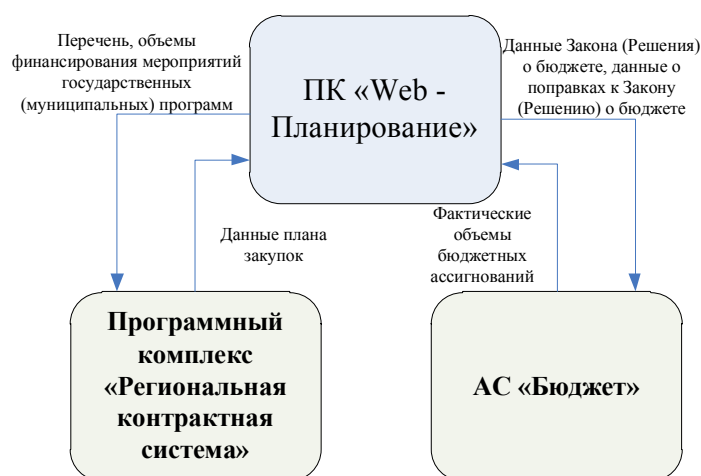 Перечень, объемы
финансирования мероприятий
государственных
(муниципальных) программ
ПК «Web -
Планирование»
Данные Закона (Решения)
о бюджете, данные о
поправках к Закону
(Решению) о бюджете
Данные плана
закупок
Фактические
объемы
бюджетных
ассигнований
Программный
комплекс
«Региональная
контрактная
система»
АС «Бюджет»